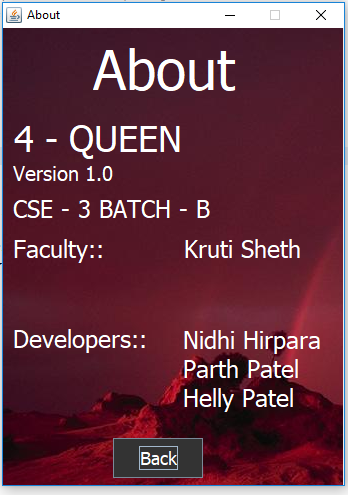 About
About
4 - QUEEN
Version 1.0
CSE - 3 BATCH - B
Faculty:: Kruti Sheth
Developers:: Nidhi Hirpara
Parth Patel
Helly Patel
Back